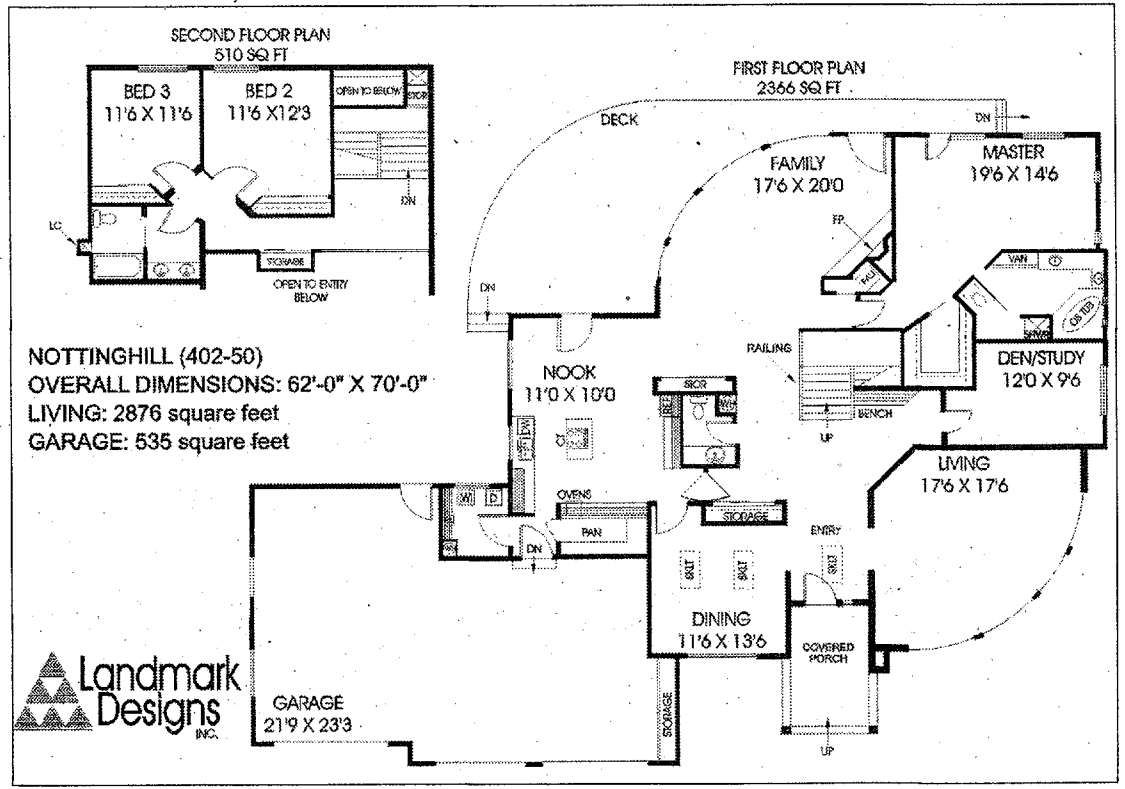 SECOND FLOOR PLAN
510 SQ FT
BED 3
11'6 X 11'6
BED 2
11'6 X12'3
OPEN TO BELOW
STOR
DN
LC
STORAGE
OPEN TO ENTRY
BELOW
FIRST FLOOR PLAN
2366 SQ FT
DECK
DN
FAMILY
17'6 X 20'0
MASTER
19'6 X 14'6
FP
FAU
VAN
SHWR
DEN/STUDY
12'0 X 9'6
DN
NOOK
11'0 X 10'0
RAILING
STOR
WH
BENCH
UP
DW
LIVING
17'6 X 17'6
OVENS
W
D
PAN
DN
STORAGE
ENTRY
SKLT
SKLT
SKLT
DINING
11'6 X 13'6
COVERED
PORCH
UP
STORAGE
GARAGE
21'9 X 23'3
NOTTINGHILL (402-50)
OVERALL DIMENSIONS: 62'-0" X 70'-0"
LIVING: 2876 square feet
GARAGE: 535 square feet
Landmark
Designs
INC.